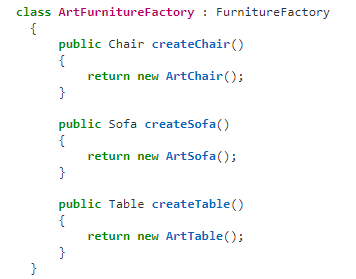 class ArtFurnitureFactory : FurnitureFactory
{
public Chair createChair()
{
return new ArtChair();
}
public Sofa createSofa()
{
return new ArtSofa();
}
public Table createTable()
{
return new ArtTable();
}
}